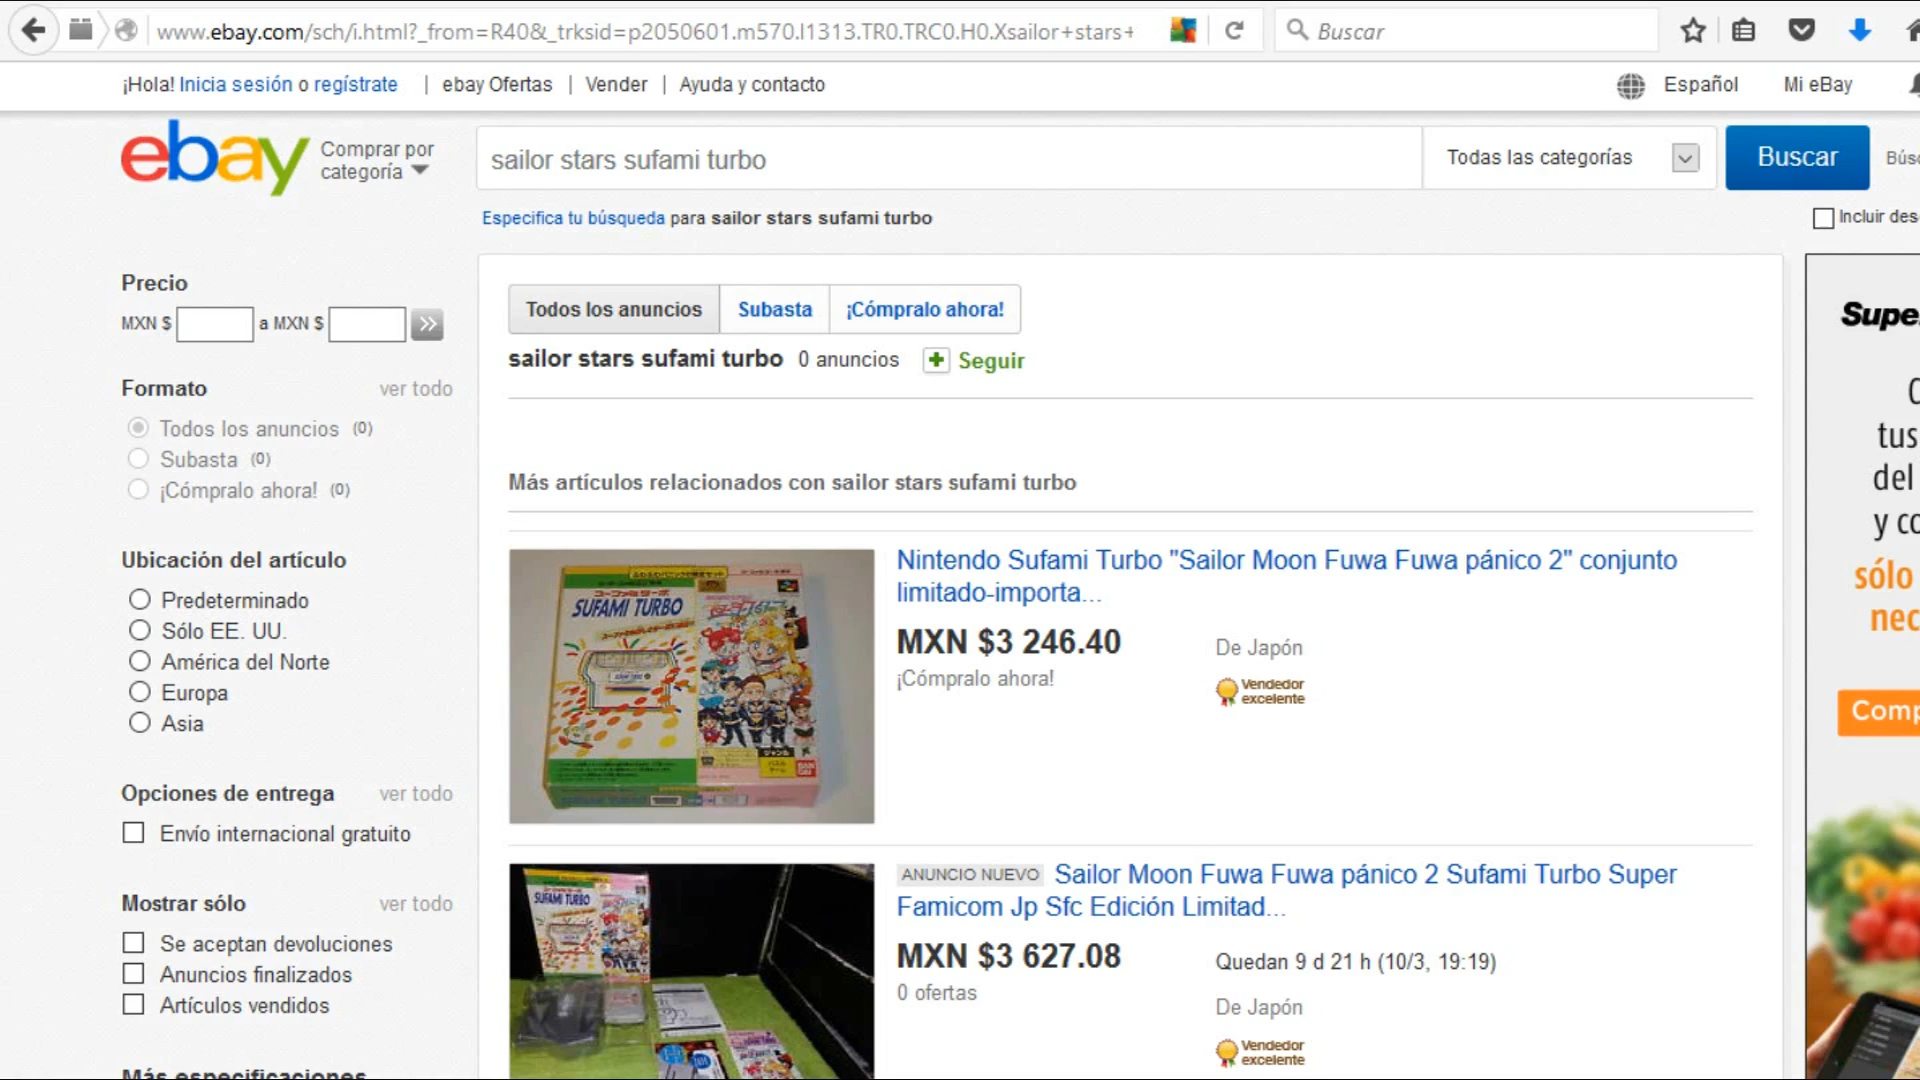 www.ebay.com/sch/i.html?_from=R40&_trksid=p2050601.m570.l1313.TR0.TRC0.H0.Xsailor+stars+
Buscar
¡Hola! Inicia sesión o regístrate | ebay Ofertas | Vender | Ayuda y contacto
Español Mi eBay
ebay
Comprar por
categoría
sailor stars sufami turbo
Todas las categorías
Buscar
Especifica tu búsqueda para sailor stars sufami turbo
Incluir des
Precio
MXN $ a MXN $
Formato ver todo
Todos los anuncios (0)
Subasta (0)
¡Cómpralo ahora! (0)
Ubicación del artículo
Predeterminado
Sólo EE. UU.
América del Norte
Europa
Asia
Opciones de entrega ver todo
Envío internacional gratuito
Mostrar sólo ver todo
Se aceptan devoluciones
Anuncios finalizados
Artículos vendidos
Más especificaciones
Todos los anuncios Subasta ¡Cómpralo ahora!
sailor stars sufami turbo 0 anuncios Seguir
Más artículos relacionados con sailor stars sufami turbo
SUFAMI TURBO
Nintendo Sufami Turbo "Sailor Moon Fuwa Fuwa pánico 2" conjunto
limitado-importa...
MXN $3 246.40
De Japón
¡Cómpralo ahora!
Vendedor
excelente
SUFAMI TURBO
ANUNCIO NUEVO Sailor Moon Fuwa Fuwa pánico 2 Sufami Turbo Super
Famicom Jp Sfc Edición Limitad...
MXN $3 627.08
Quedan 9 d 21 h (10/3, 19:19)
0 ofertas
De Japón
Vendedor
excelente
tus
del
y co
sólo
nec